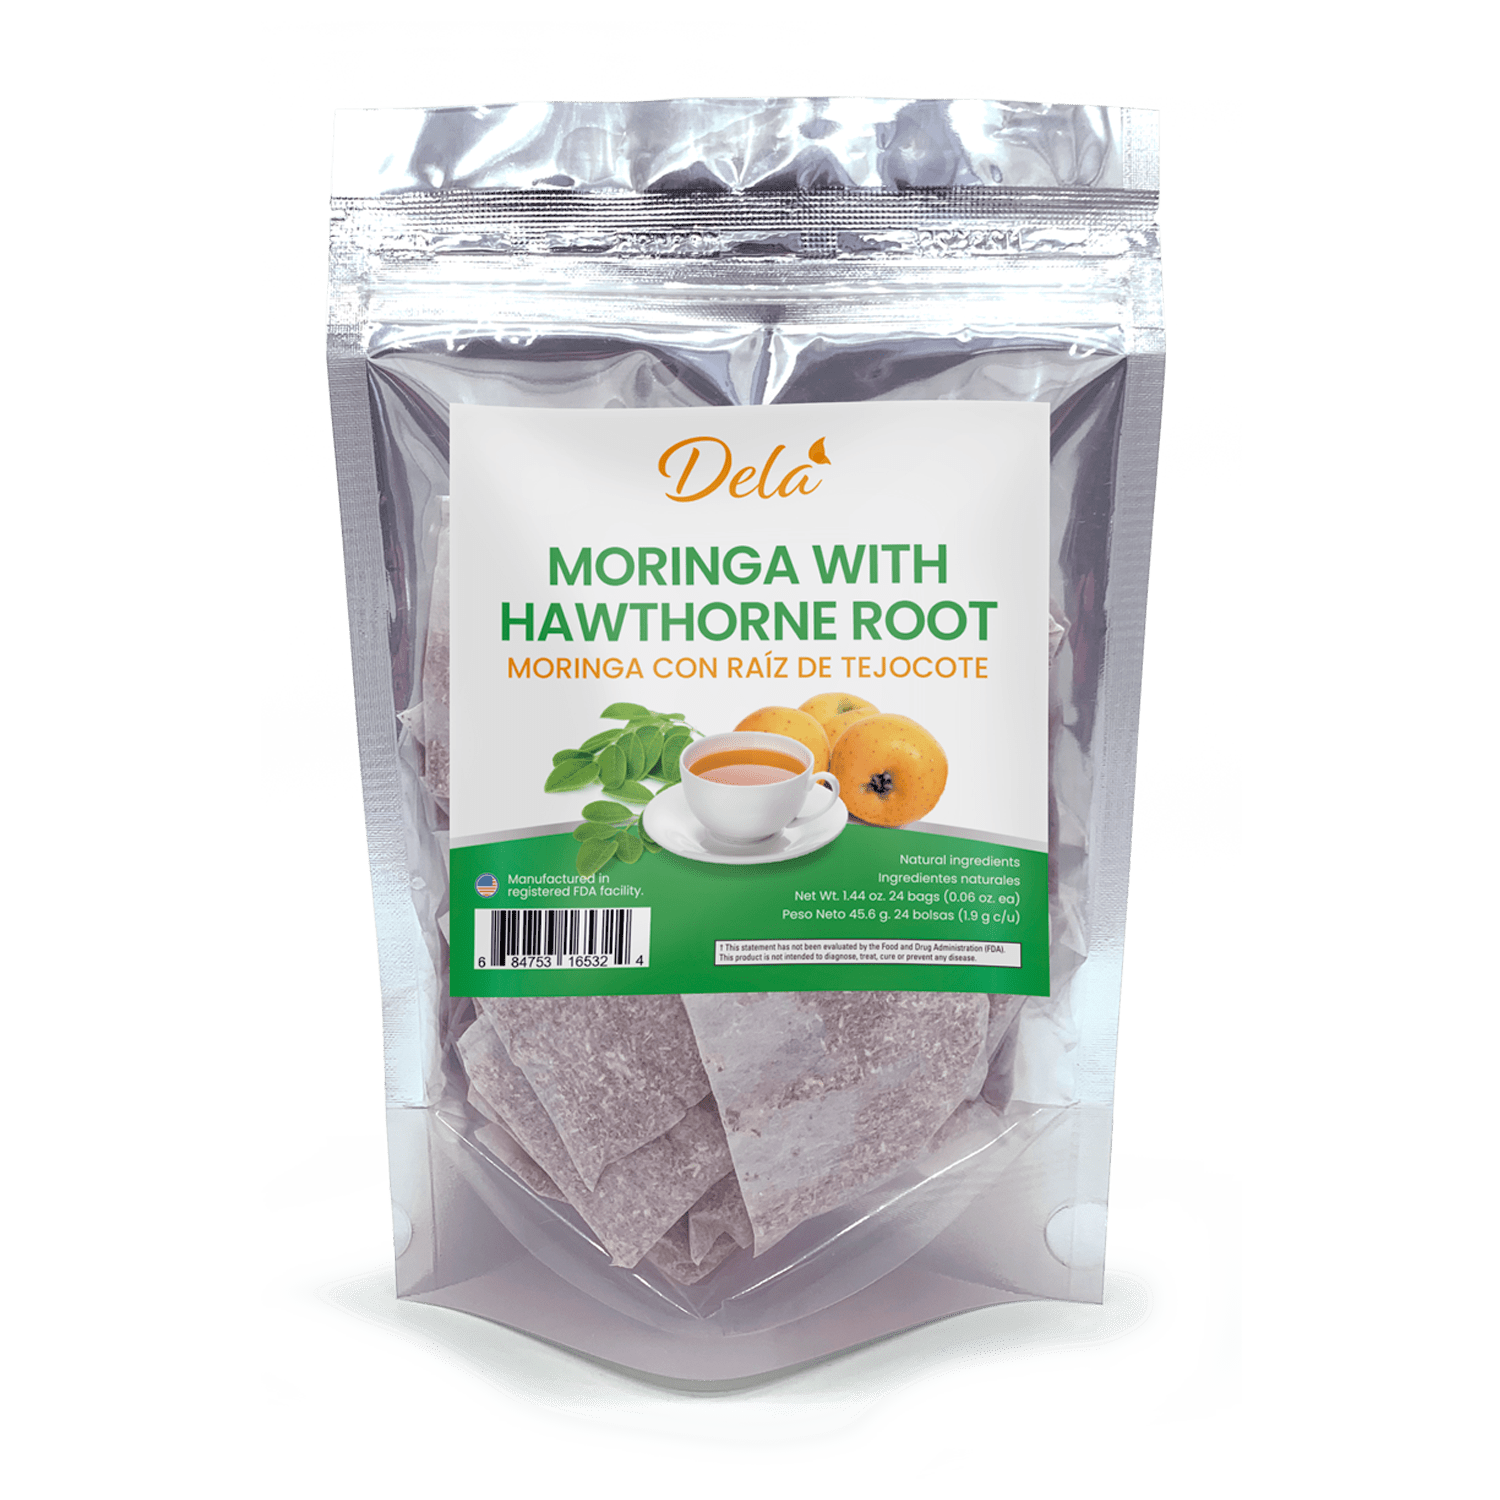 Dela
MORINGA WITH
HAWTHORNE ROOT
MORINGA CON RAÍZ DE TEJOCOTE
Natural ingredients
Ingredientes naturales
Net Wt. 1.44 oz. 24 bags (0.06 oz. ea)
Peso Neto 45.6 g. 24 bolsas (1.9 g c/u)
Manufactured in
registered FDA facility.
6 84753 16532 4
† This statement has not been evaluated by the Food and Drug Administration (FDA).
This product is not intended to diagnose, treat, cure or prevent any disease.